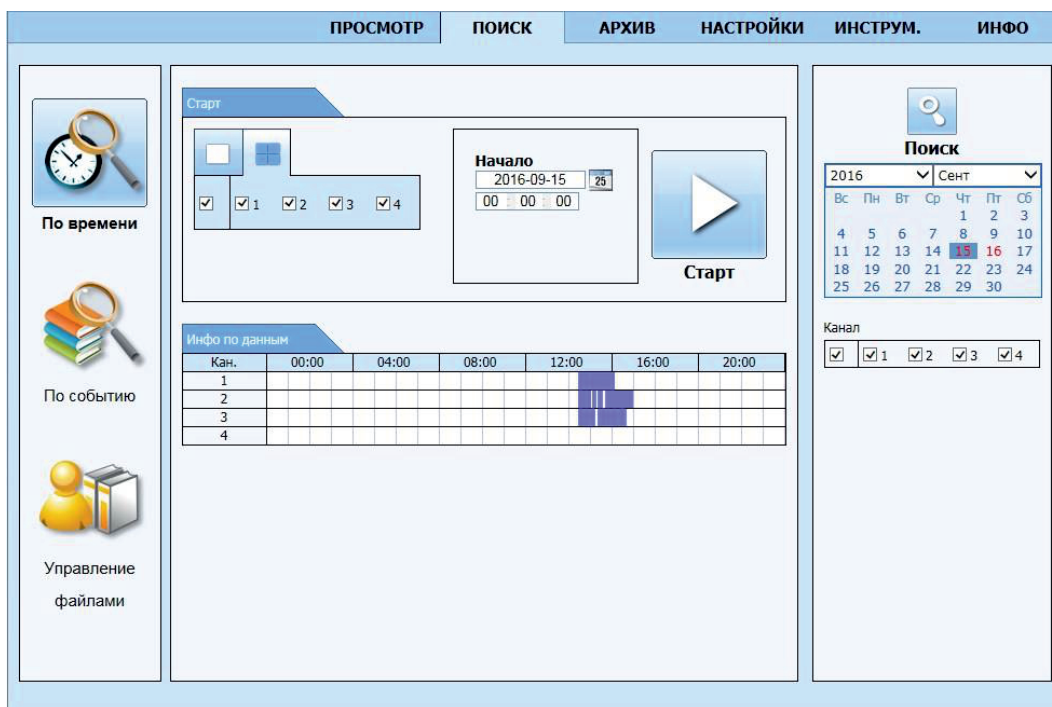 ПРОСМОТР ПОИСК АРХИВ НАСТРОЙКИ ИНСТРУМ. ИНФО
По времени
По событию
Управление
файлами
Старт
1 2 3 4
Начало
2016-09-15 25
00 : 00 : 00
Старт
Инфо по данным
Кан. 00:00 04:00 08:00 12:00 16:00 20:00
1
2
3
4
Поиск
2016 Сент
Вс Пн Вт Ср Чт Пт Сб
1 2 3
4 5 6 7 8 9 10
11 12 13 14 15 16 17
18 19 20 21 22 23 24
25 26 27 28 29 30
Канал
1 2 3 4